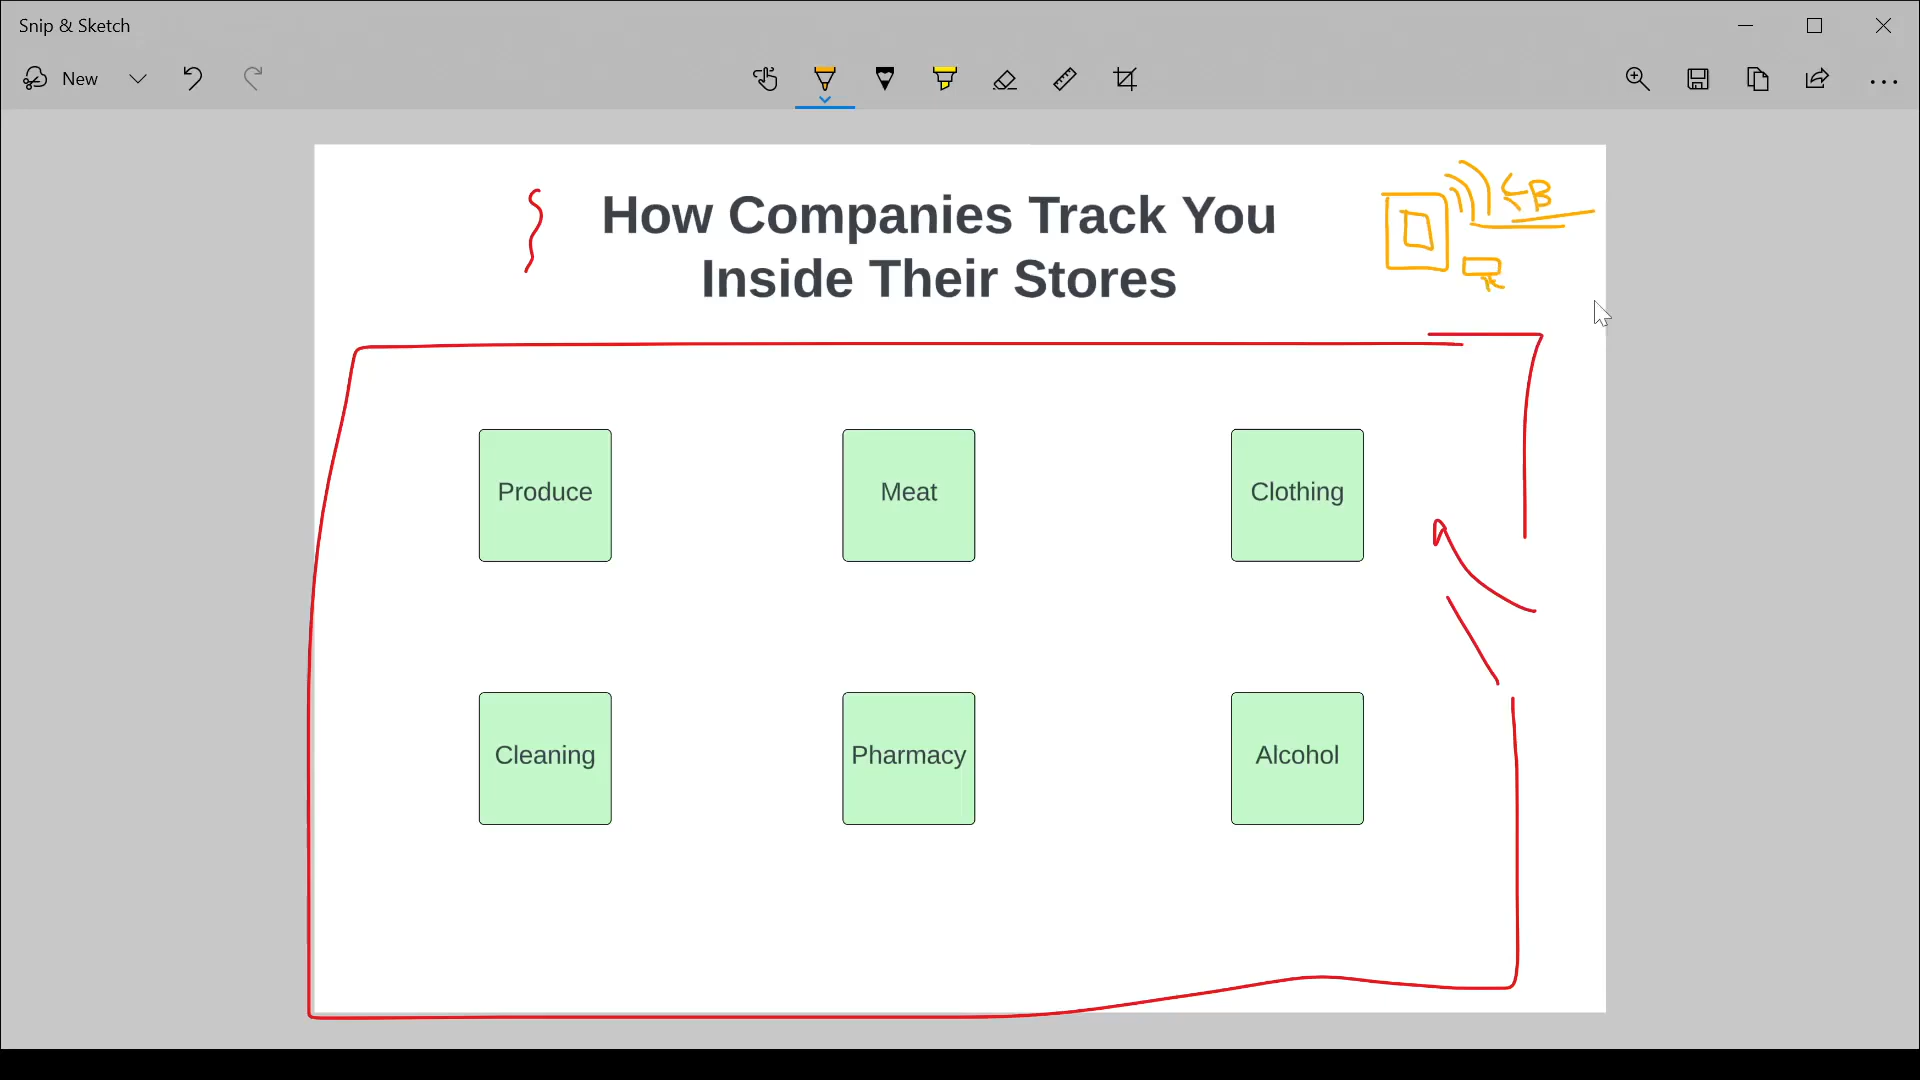 Snip & Sketch
New
How Companies Track You
Inside Their Stores
B
Produce
Meat
Clothing
Cleaning
Pharmacy
Alcohol